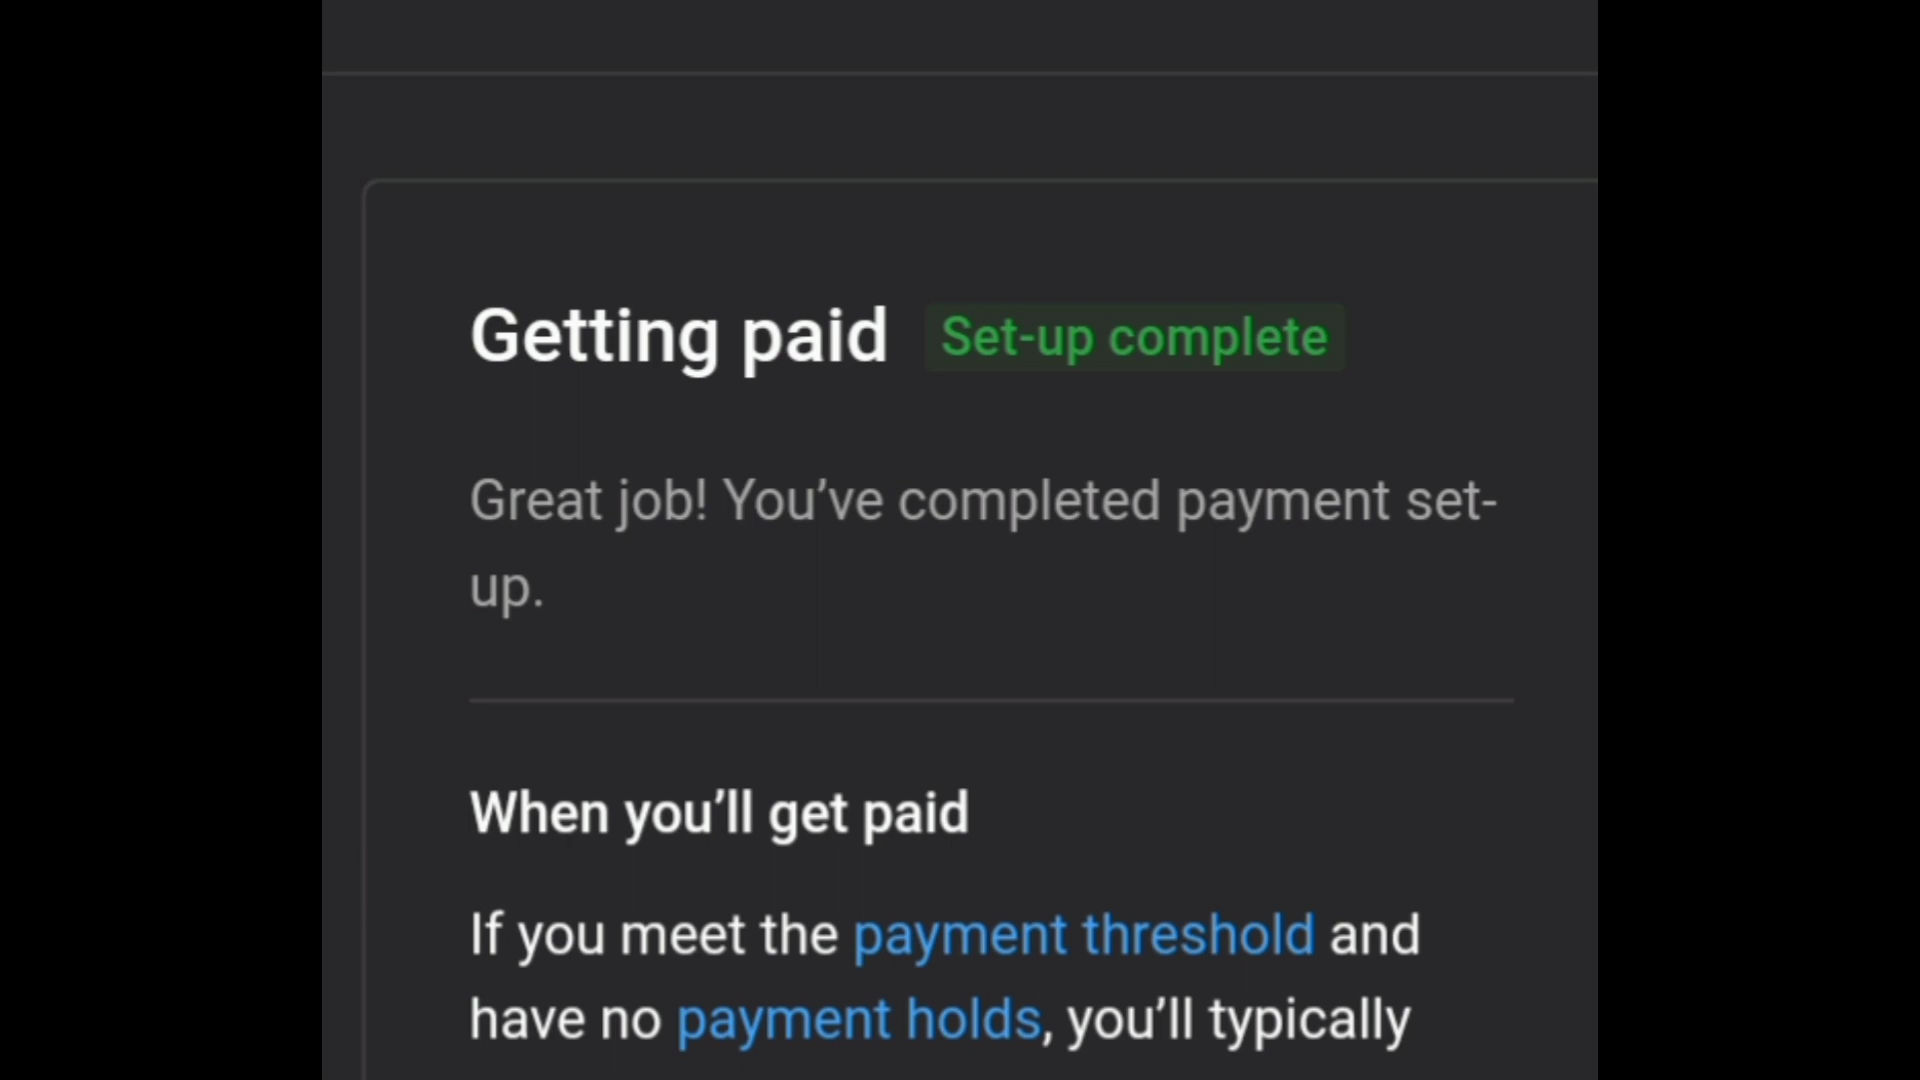 Getting paid Set-up complete
Great job! You’ve completed payment set-
up.
When you’ll get paid
If you meet the payment threshold and
have no payment holds, you’ll typically